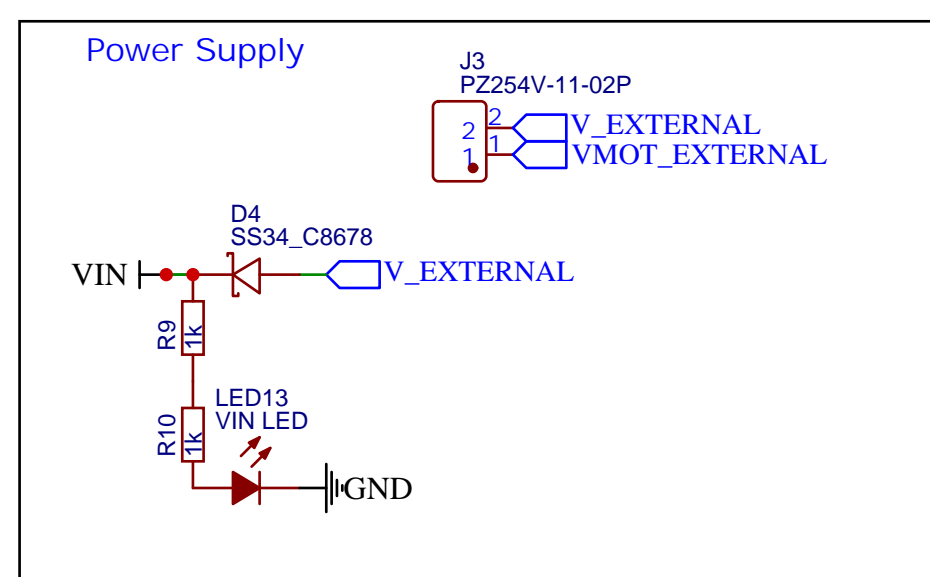 Power Supply
J3
PZ254V-11-02P
2 2 V_EXTERNAL
1 1 VMOT_EXTERNAL
D4
SS34_C8678
VIN V_EXTERNAL
R9 1k
LED13
VIN LED
R10 1k
GND